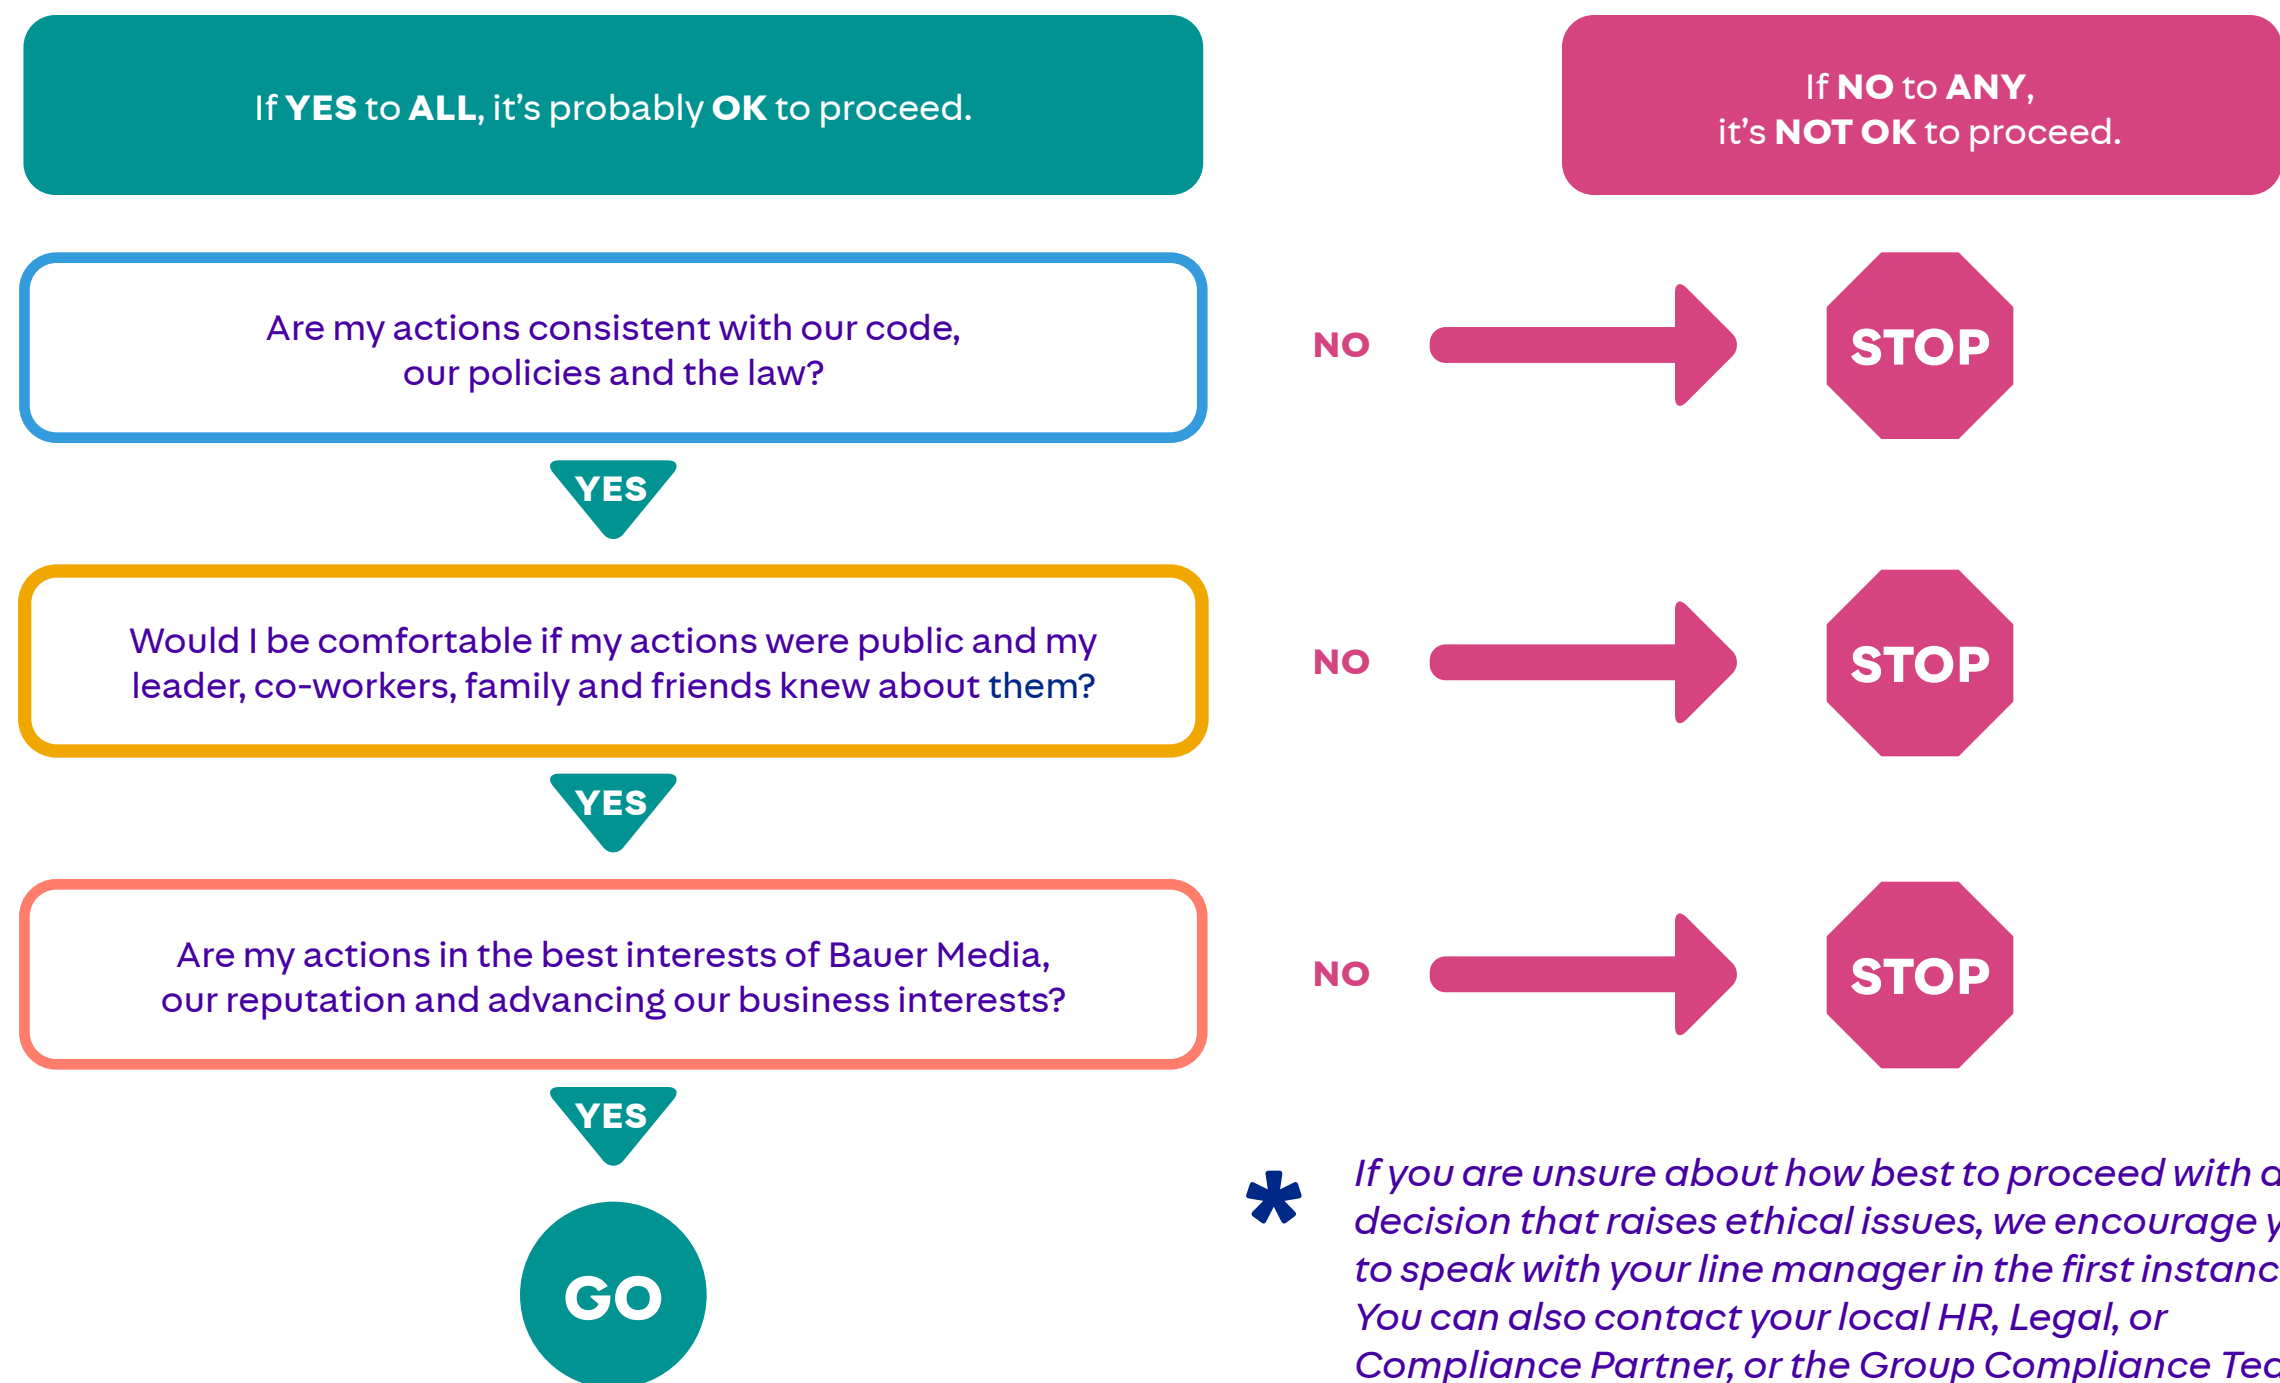 If YES to ALL, it's probably OK to proceed.
If NO to ANY,
it's NOT OK to proceed.
Are my actions consistent with our code,
our policies and the law?
NO
STOP
YES
Would I be comfortable if my actions were public and my
leader, co-workers, family and friends knew about them?
NO
STOP
YES
Are my actions in the best interests of Bauer Media,
our reputation and advancing our business interests?
NO
STOP
YES
GO
* If you are unsure about how best to proceed with a
decision that raises ethical issues, we encourage
to speak with your line manager in the first
You can also contact your local HR, Legal, or
Compliance Partner, or the Group Compliance